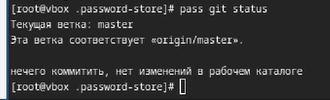 [root@vbox .password-store]# pass git status
Текущая ветка: master
Эта ветка соответствует «origin/master».
нечего коммитить, нет изменений в рабочем каталоге
[root@vbox .password-store]#